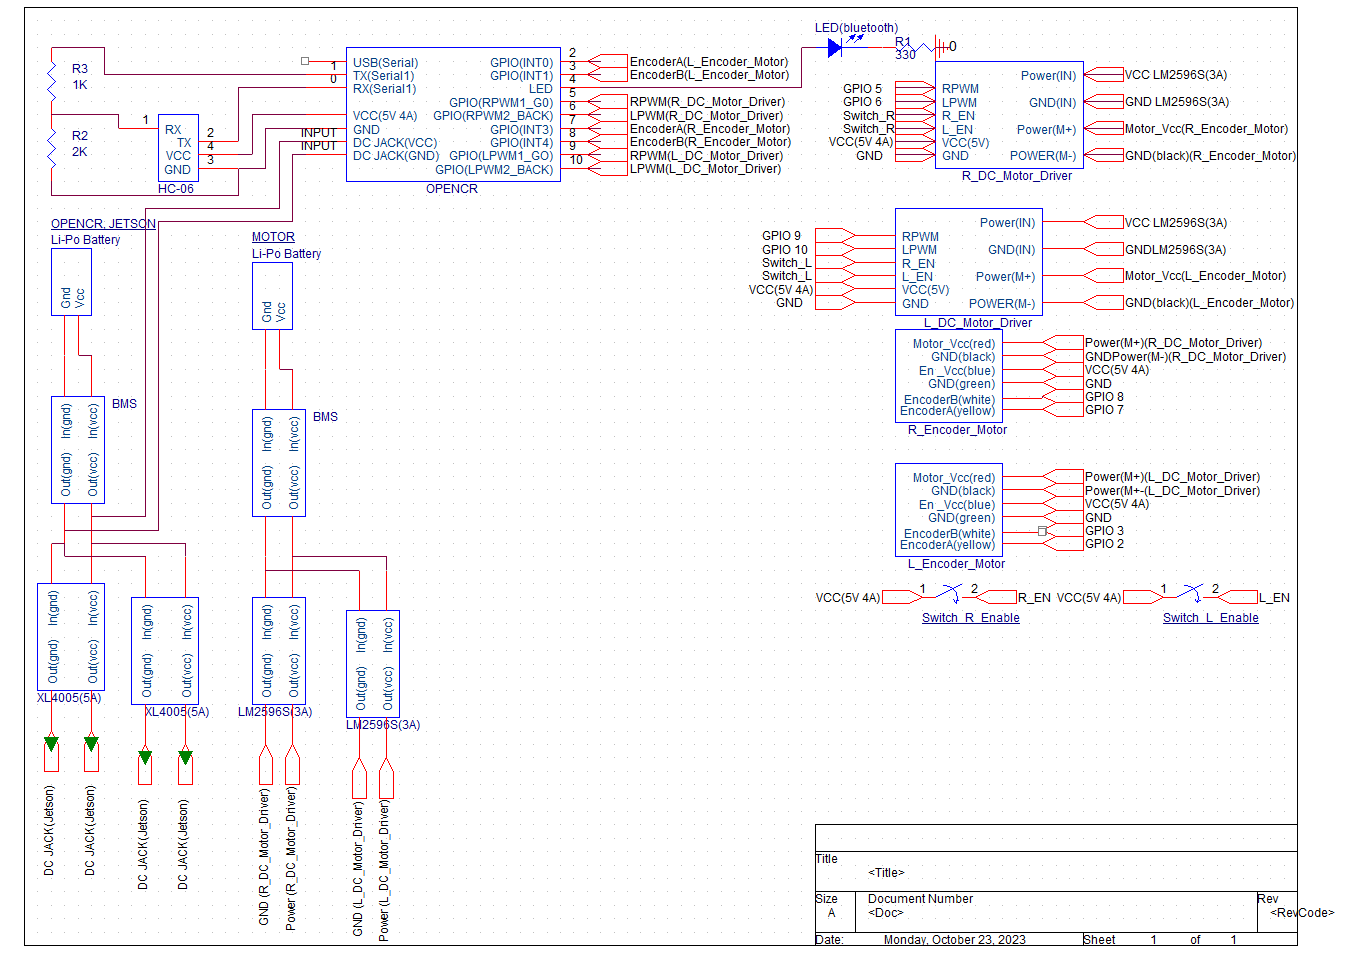 LED(bluetooth)
R1
330
0
R3
1K
R2
2K
1
RX
TX
VCC
GND
2
4
3
HC-06
1
0
INPUT
INPUT
USB(Serial)
TX(Serial1)
RX(Serial1)
VCC(5V 4A)
GND
DC JACK(VCC)
DC JACK(GND)
GPIO(INT0)
GPIO(INT1)
LED
GPIO(RPWM1_G0)
GPIO(RPWM2_BACK)
GPIO(INT3)
GPIO(INT4)
GPIO(LPWM1_GO)
GPIO(LPWM2_BACK)
OPENCR
2
3
4
5
6
7
8
9
10
EncoderA(L_Encoder_Motor)
EncoderB(L_Encoder_Motor)
RPWM(R_DC_Motor_Driver)
LPWM(R_DC_Motor_Driver)
EncoderA(R_Encoder_Motor)
EncoderB(R_Encoder_Motor)
RPWM(L_DC_Motor_Driver)
LPWM(L_DC_Motor_Driver)
GPIO 5
GPIO 6
Switch_R
Switch_R
VCC(5V 4A)
GND
RPWM
LPWM
R_EN
L_EN
VCC(5V)
GND
Power(IN)
GND(IN)
Power(M+)
POWER(M-)
R_DC_Motor_Driver
VCC LM2596S(3A)
GND LM2596S(3A)
Motor_Vcc(R_Encoder_Motor)
GND(black)(R_Encoder_Motor)
GPIO 9
GPIO 10
Switch_L
Switch_L
VCC(5V 4A)
GND
RPWM
LPWM
R_EN
L_EN
VCC(5V)
GND
Power(IN)
GND(IN)
Power(M+)
POWER(M-)
L_DC_Motor_Driver
VCC LM2596S(3A)
GNDLM2596S(3A)
Motor_Vcc(L_Encoder_Motor)
GND(black)(L_Encoder_Motor)
Motor_Vcc(red)
GND(black)
En _Vcc(blue)
GND(green)
EncoderB(white)
EncoderA(yellow)
R_Encoder_Motor
Power(M+)(R_DC_Motor_Driver)
GNDPower(M-)(R_DC_Motor_Driver)
VCC(5V 4A)
GND
GPIO 8
GPIO 7
Motor_Vcc(red)
GND(black)
En _Vcc(blue)
GND(green)
EncoderB(white)
EncoderA(yellow)
L_Encoder_Motor
Power(M+)(L_DC_Motor_Driver)
Power(M+-(L_DC_Motor_Driver)
VCC(5V 4A)
GND
GPIO 3
GPIO 2
VCC(5V 4A)
1
2
R_EN
Switch_R_Enable
VCC(5V 4A)
1
2
L_EN
Switch_L_Enable
OPENCR, JETSON
Li-Po Battery
Gnd
Vcc
BMS
In(gnd)
In(vcc)
Out(gnd)
Out(vcc)
MOTOR
Li-Po Battery
Gnd
Vcc
BMS
In(gnd)
In(vcc)
Out(gnd)
Out(vcc)
In(gnd)
In(vcc)
Out(gnd)
Out(vcc)
XL4005(5A)
In(gnd)
In(vcc)
Out(gnd)
Out(vcc)
XL4005(5A)
In(gnd)
In(vcc)
Out(gnd)
Out(vcc)
LM2596S(3A)
In(gnd)
In(vcc)
Out(gnd)
Out(vcc)
LM2596S(3A)
DC JACK(Jetson)
DC JACK(Jetson)
DC JACK(Jetson)
DC JACK(Jetson)
GND (R_DC_Motor_Driver)
Power (R_DC_Motor_Driver)
GND (L_DC_Motor_Driver)
Power (L_DC_Motor_Driver)
Title
<Title>
Size
A
Document Number
<Doc>
Rev
<RevCode>
Date:
Monday, October 23, 2023
Sheet
1
of
1